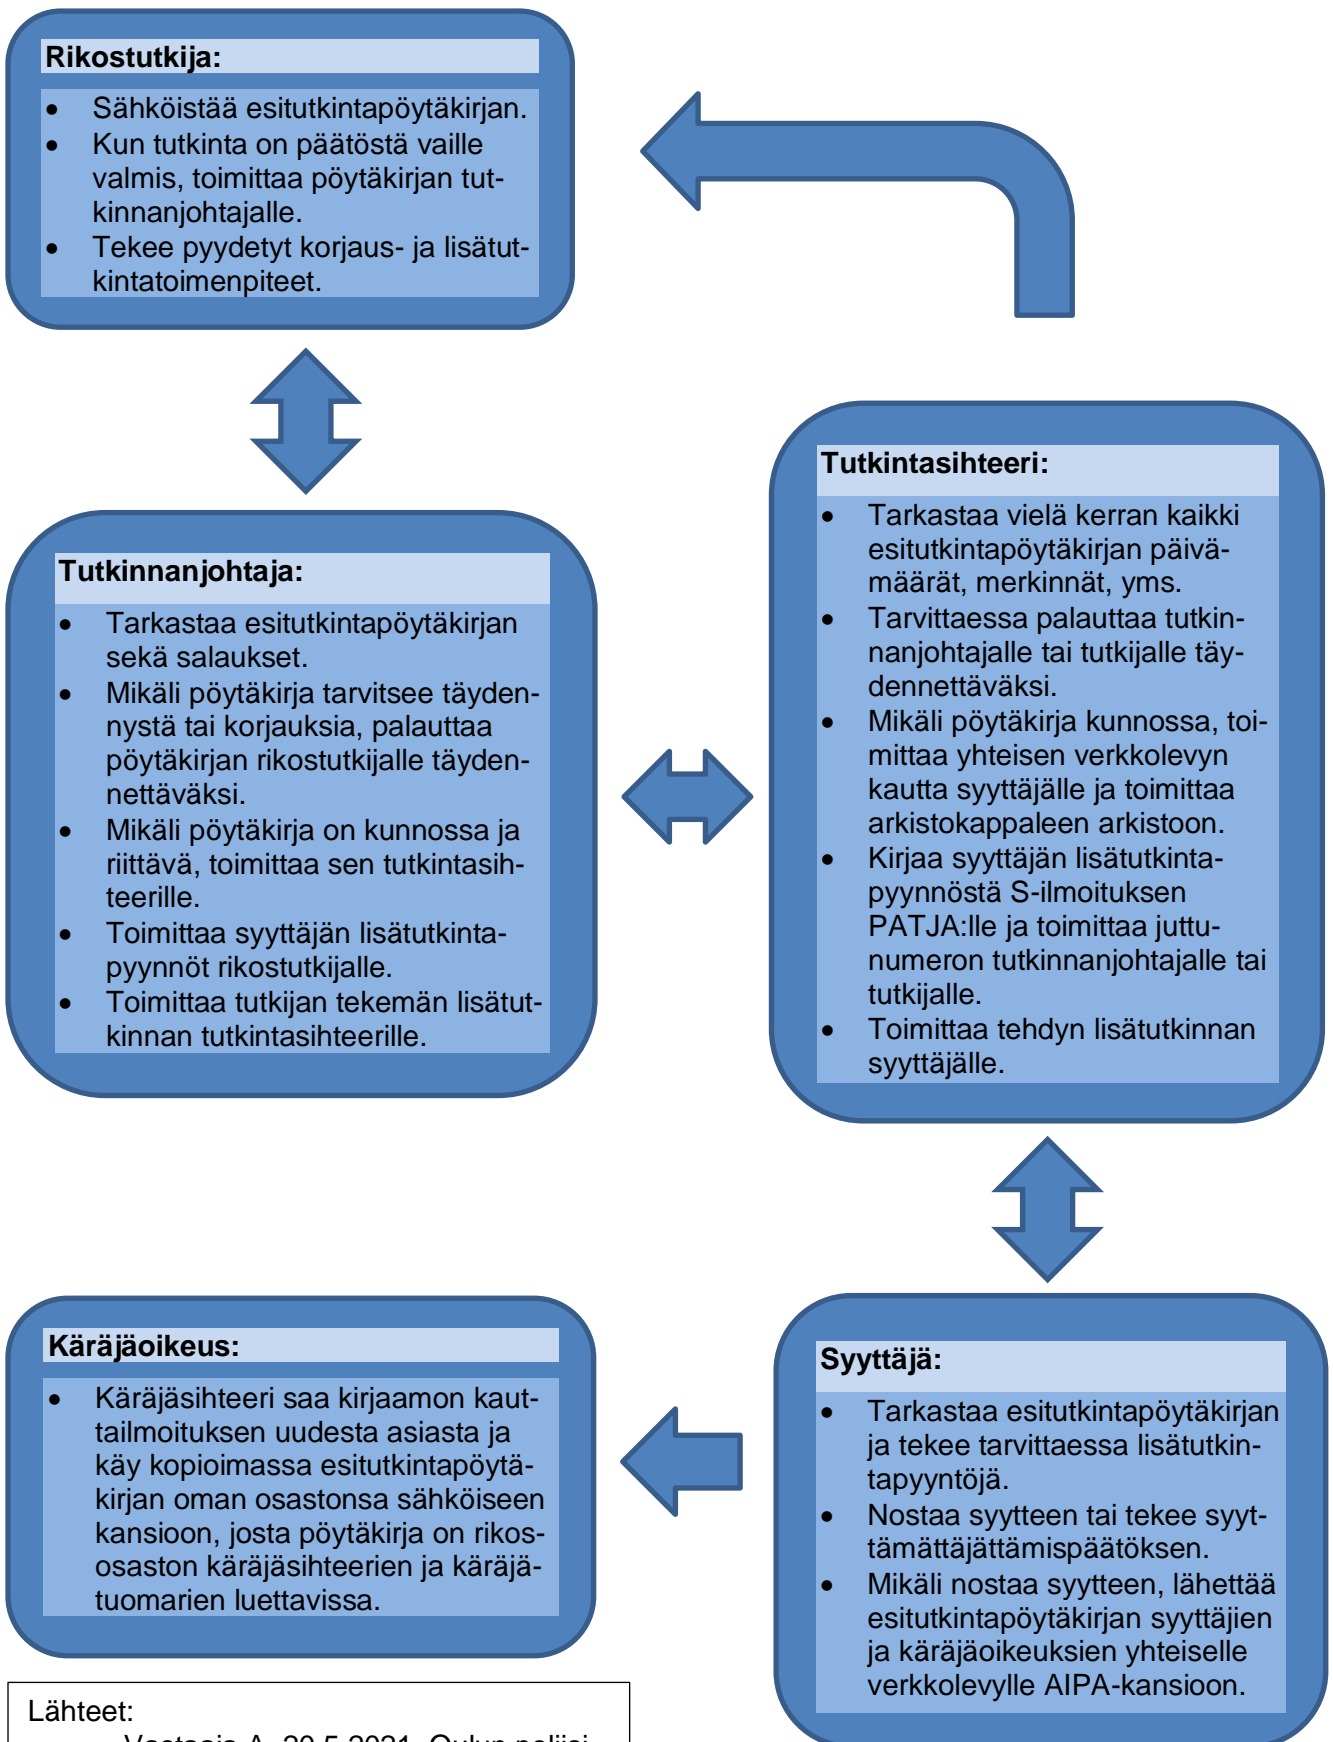 Rikostutkija:
• Sähköistää esitutkintapöytäkirjan.
• Kun tutkinta on päätöstä vaille
valmis, toimittaa pöytäkirjan tut-
kinnanjohtajalle.
• Tekee pyydetyt korjaus- ja lisätut-
kintatoimenpiteet.
Tutkinnanjohtaja:
• Tarkastaa esitutkintapöytäkirjan
sekä salaukset.
• Mikäli pöytäkirja tarvitsee täyden-
nystä tai korjauksia, palauttaa
pöytäkirjan rikostutkijalle täyden-
nettäväksi.
• Mikäli pöytäkirja on kunnossa ja
riittävä, toimittaa sen tutkintasih-
teerille.
• Toimittaa syyttäjän lisätutkinta-
pyynnöt rikostutkijalle.
• Toimittaa tutkijan tekemän lisätut-
kinnan tutkintasihteerille.
Tutkintasihteeri:
• Tarkastaa vielä kerran kaikki
esitutkintapöytäkirjan päivä-
määrät, merkinnät, yms.
• Tarvittaessa palauttaa tutkin-
nanjohtajalle tai tutkijalle täy-
dennettäväksi.
• Mikäli pöytäkirja kunnossa, toi-
mittaa yhteisen verkkolevyn
kautta syyttäjälle ja toimittaa
arkistokappaleen arkistoon.
• Kirjaa syyttäjän lisätutkinta-
pyynnöstä S-ilmoituksen
PATJA:lle ja toimittaa juttu-
numeron tutkinnanjohtajalle tai
tutkijalle.
• Toimittaa tehdyn lisätutkinnan
syyttäjälle.
Syyttäjä:
• Tarkastaa esitutkintapöytäkirjan
ja tekee tarvittaessa lisätutkin-
tapyyntöjä.
• Nostaa syytteen tai tekee syyt-
tämättäjättämispäätöksen.
• Mikäli nostaa syytteen, lähettää
esitutkintapöytäkirjan syyttäjien
ja käräjäoikeuksien yhteiselle
verkkolevylle AIPA-kansioon.
Käräjäoikeus:
• Käräjäsihteeri saa kirjaamon kaut-
tailmoituksen uudesta asiasta ja
käy kopioimassa esitutkintapöytä-
kirjan oman osastonsa sähköiseen
kansioon, josta pöytäkirja on rikos-
osaston käräjäsihteerien ja käräjä-
tuomarien luettavissa.
Lähteet:
Vastaaja A, 20.5.2021, Oulun poliisi